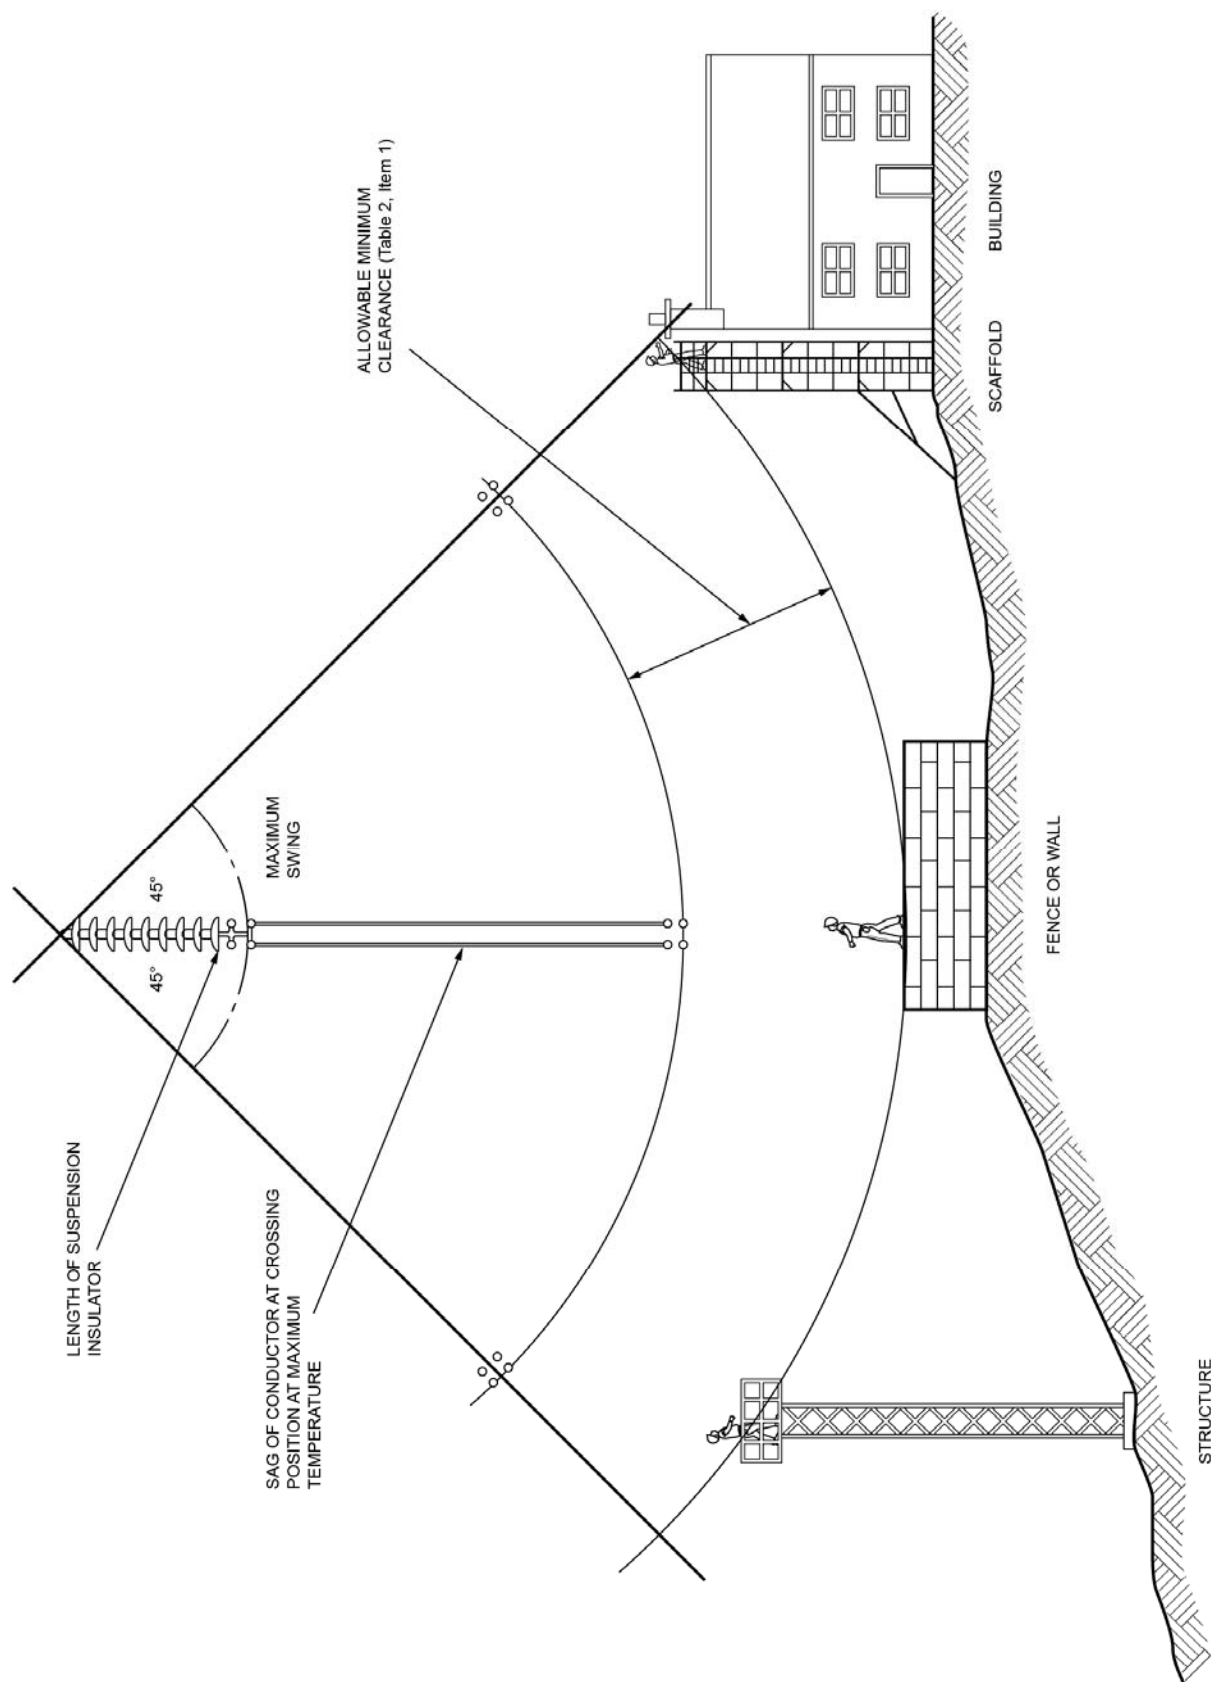 LENGTH OF SUSPENSION
INSULATOR
45°
45°
MAXIMUM
SWING
SAG OF CONDUCTOR AT CROSSING
POSITION AT MAXIMUM
TEMPERATURE
ALLOWABLE MINIMUM
CLEARANCE (Table 2, Item 1)
STRUCTURE
FENCE OR WALL
SCAFFOLD
BUILDING